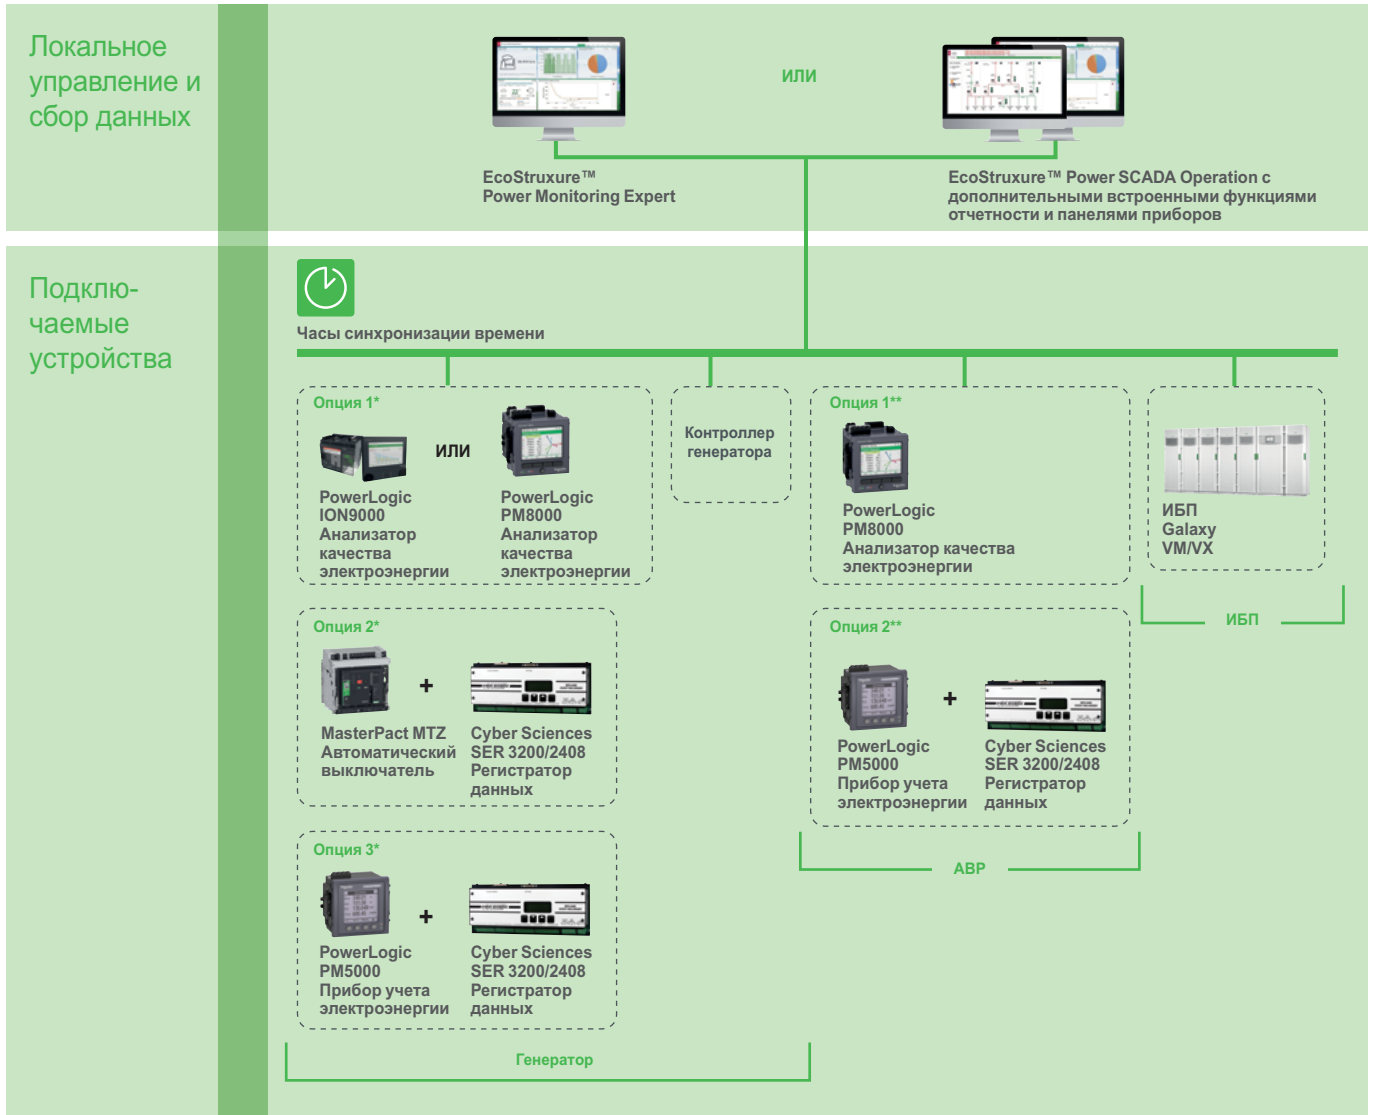 Локальное
управление и
сбор данных
ИЛИ
EcoStruxure™
Power Monitoring Expert
EcoStruxure™ Power SCADA Operation с
дополнительными встроенными функциями
отчетности и панелями приборов
Подклю-
чаемые
устройства
Часы синхронизации времени
Опция 1*
ИЛИ
PowerLogic
ION9000
Анализатор
качества
электроэнергии
PowerLogic
PM8000
Анализатор
качества
электроэнергии
Контроллер
генератора
Опция 1**
PowerLogic
PM8000
Анализатор качества
электроэнергии
ИБП
Galaxy
VM/VX
ИБП
Опция 2*
+
MasterPact MTZ
Автоматический
выключатель
Cyber Sciences
SER 3200/2408
Регистратор
данных
Опция 2**
+
PowerLogic
PM5000
Прибор учета
электроэнергии
Cyber Sciences
SER 3200/2408
Регистратор
данных
АВР
Опция 3*
+
PowerLogic
PM5000
Прибор учета
электроэнергии
Cyber Sciences
SER 3200/2408
Регистратор
данных
Генератор